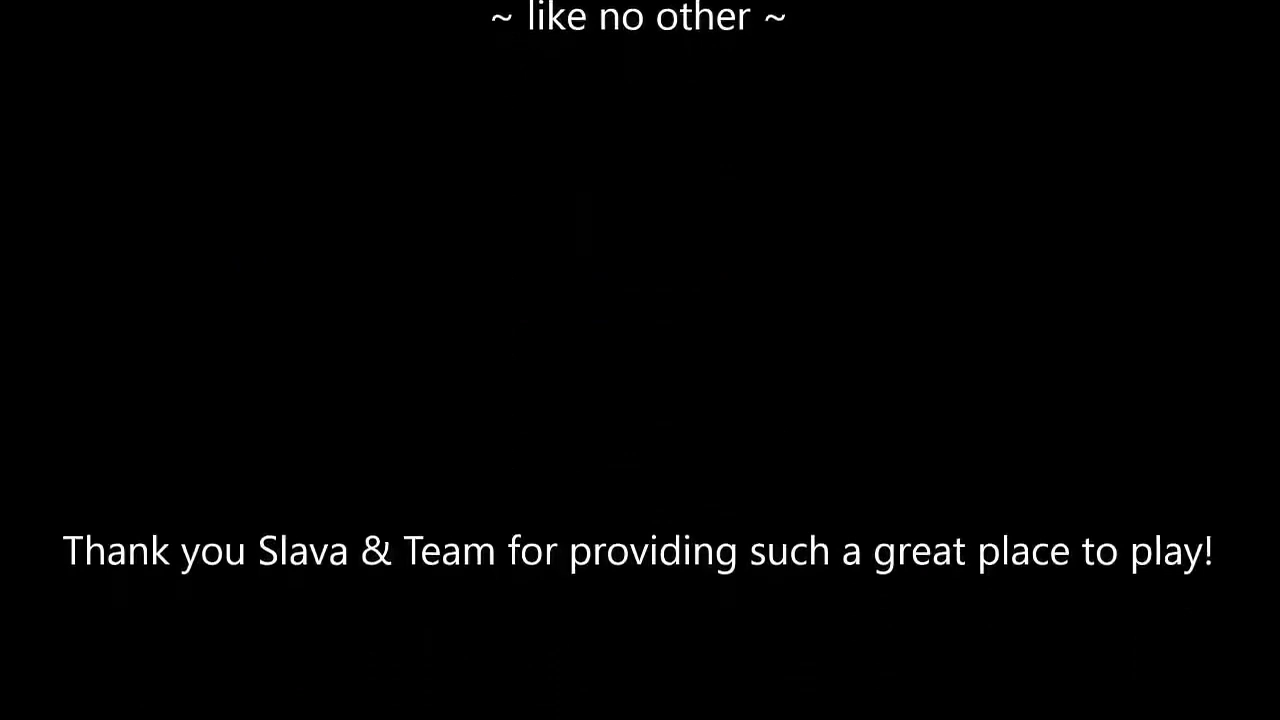 ~ like no other ~
Thank you Slava & Team for providing such a great place to play!